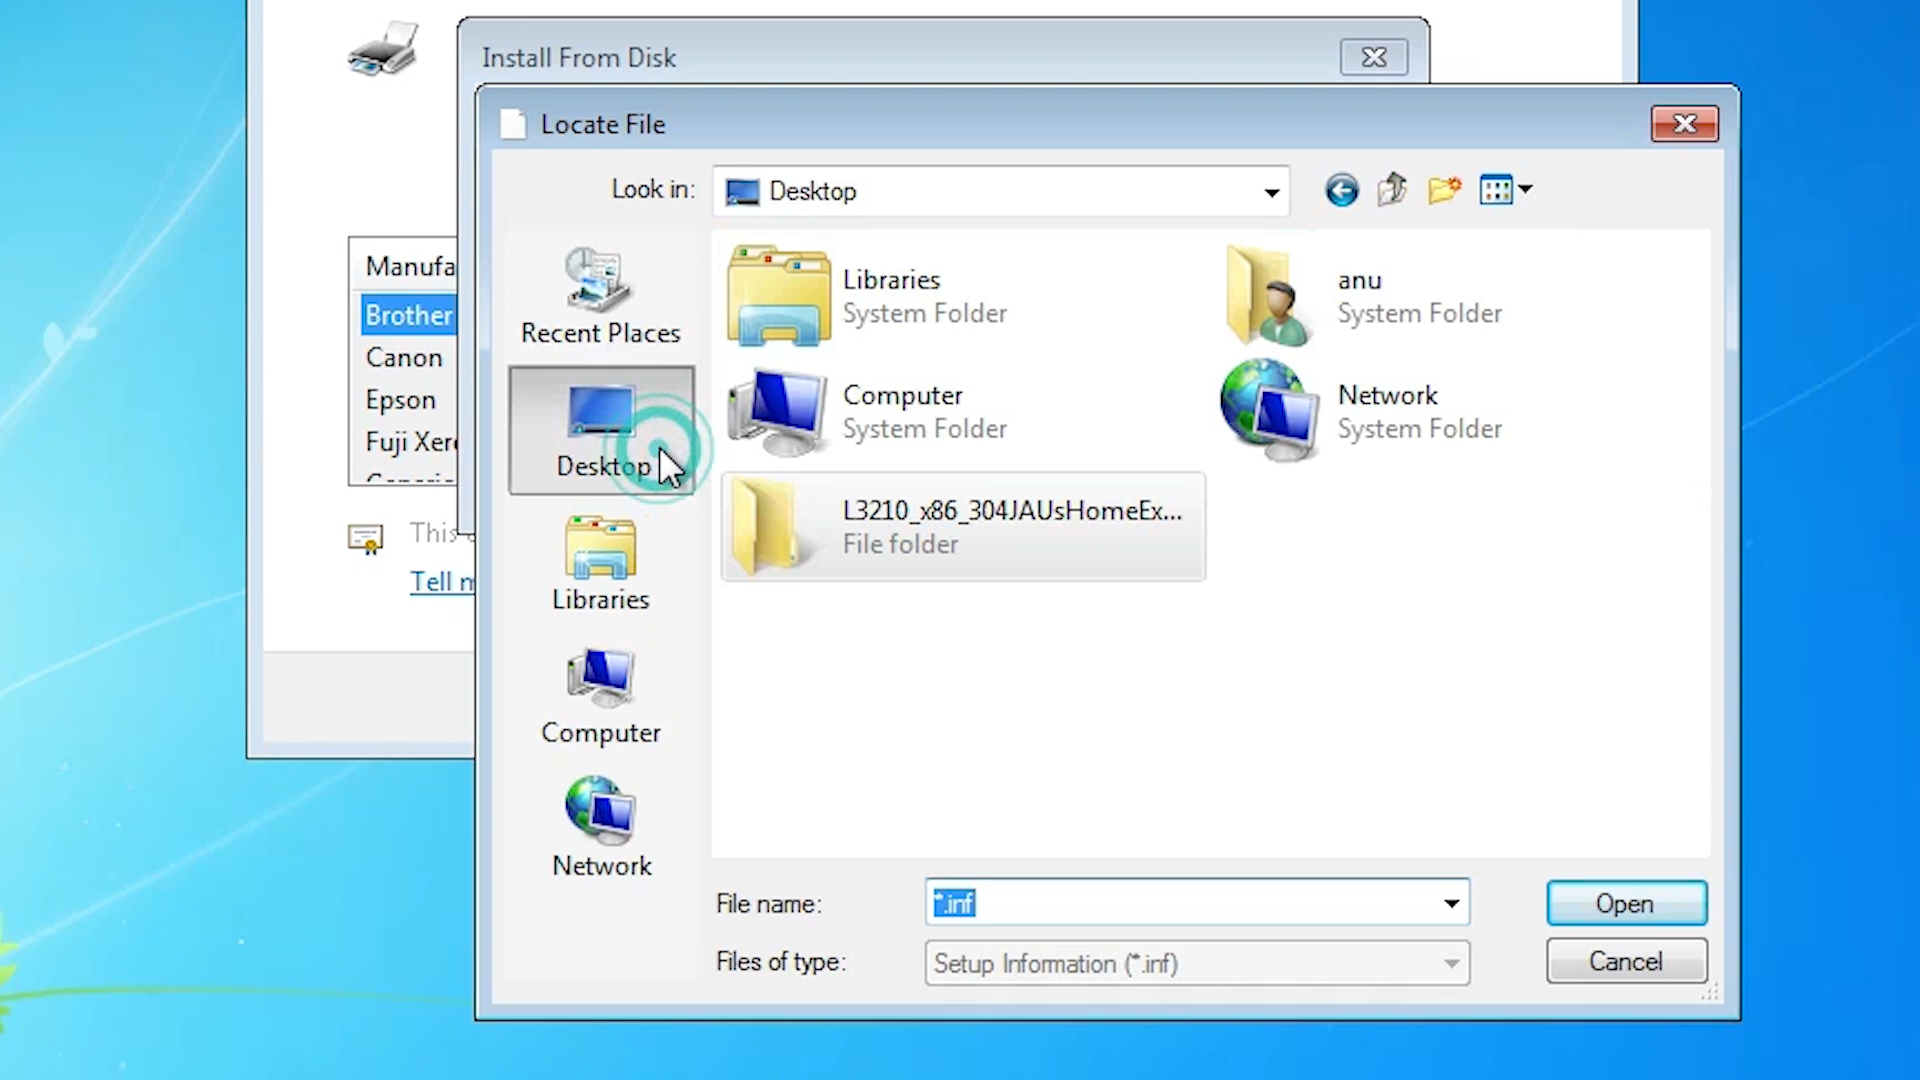 Install From Disk
Locate File
Look in:
Desktop
Manufa
Brother
Canon
Epson
Fuji Xer
This
Tell
Recent Places
Desktop
Libraries
Computer
Network
Libraries
System Folder
anu
System Folder
Computer
System Folder
Network
System Folder
L3210_x86_304JAUsHomeEx...
File folder
File name:
*.inf
Open
Files of type:
Setup Information (*.inf)
Cancel